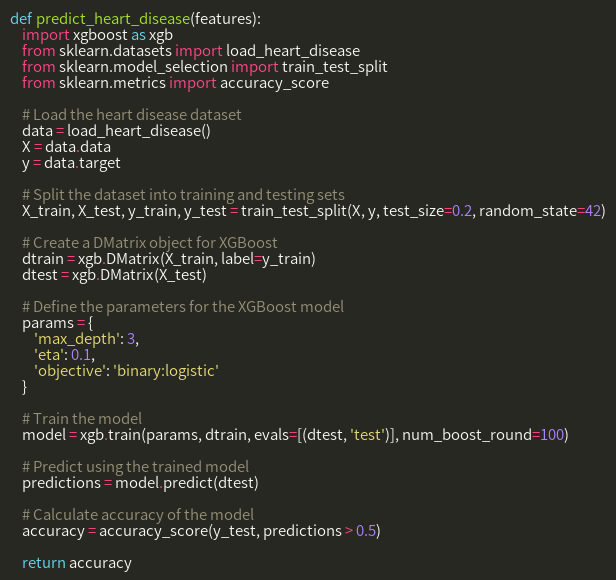 def predict_heart_disease(features):
    import xgboost as xgb
    from sklearn.datasets import load_heart_disease
    from sklearn.model_selection import train_test_split
    from sklearn.metrics import accuracy_score

    # Load the heart disease dataset
    data = load_heart_disease()
    X = data.data
    y = data.target

    # Split the dataset into training and testing sets
    X_train, X_test, y_train, y_test = train_test_split(X, y, test_size=0.2, random_state=42)

    # Create a DMatrix object for XGBoost
    dtrain = xgb.DMatrix(X_train, label=y_train)
    dtest = xgb.DMatrix(X_test)

    # Define the parameters for the XGBoost model
    params = {
        'max_depth': 3,
        'eta': 0.1,
        'objective': 'binary:logistic'
    }

    # Train the model
    model = xgb.train(params, dtrain, evals=[(dtest, 'test')], num_boost_round=100)

    # Predict using the trained model
    predictions = model.predict(dtest)

    # Calculate accuracy of the model
    accuracy = accuracy_score(y_test, predictions > 0.5)

    return accuracy